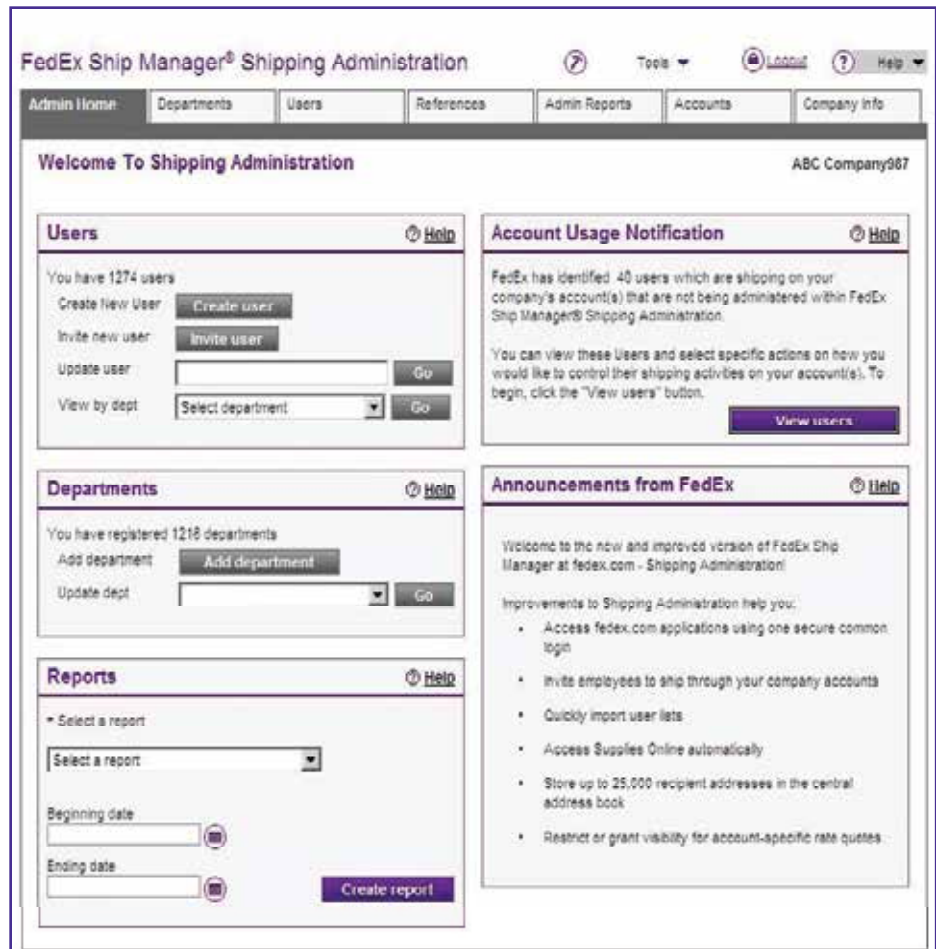 FedEx Ship Manager® Shipping Administration
Tools
Logout
Help
Admin Home
Departments
Users
References
Admin Reports
Accounts
Company Info
Welcome To Shipping Administration
ABC Company987
Users
Help
You have 1274 users
Create New User
Create user
Invite new user
Invite user
Update user
Go
View by dept
Select department
Go
Departments
Help
You have registered 1218 departments
Add department
Add department
Update dept
Go
Reports
Help
* Select a report
Select a report
Beginning date
Ending date
Create report
Account Usage Notification
Help
FedEx has identified 40 users which are shipping on your
company's account(s) that are not being administered within FedEx
Ship Manager® Shipping Administration.
You can view these Users and select specific actions on how you
would like to control their shipping activities on your account(s). To
begin, click the "View users" button.
View users
Announcements from FedEx
Help
Welcome to the new and improved version of FedEx Ship
Manager at fedex.com - Shipping Administration!
Improvements to Shipping Administration help you:
• Access fedex.com applications using one secure common
login
• Invite employees to ship through your company accounts
• Quickly import user lists
• Access Supplies Online automatically
• Store up to 25,000 recipient addresses in the central
address book
• Restrict or grant visibility for account-specific rate quotes